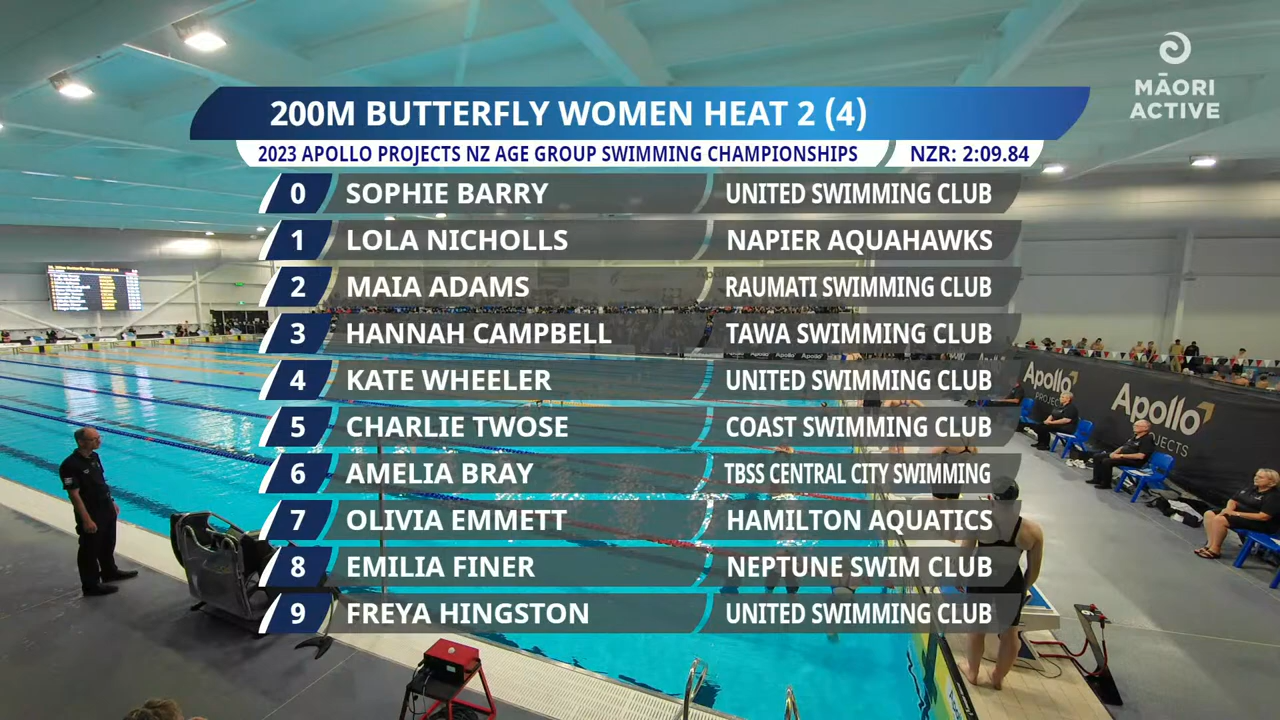 MĀORI
ACTIVE
200M BUTTERFLY WOMEN HEAT 2 (4)
2023 APOLLO PROJECTS NZ AGE GROUP SWIMMING CHAMPIONSHIPS NZR: 2:09.84
0 SOPHIE BARRY UNITED SWIMMING CLUB
1 LOLA NICHOLLS NAPIER AQUAHAWKS
2 MAIA ADAMS RAUMATI SWIMMING CLUB
3 HANNAH CAMPBELL TAWA SWIMMING CLUB
4 KATE WHEELER UNITED SWIMMING CLUB
5 CHARLIE TWOSE COAST SWIMMING CLUB
6 AMELIA BRAY TBSS CENTRAL CITY SWIMMING
7 OLIVIA EMMETT HAMILTON AQUATICS
8 EMILIA FINER NEPTUNE SWIM CLUB
9 FREYA HINGSTON UNITED SWIMMING CLUB
Apollo
Apollo